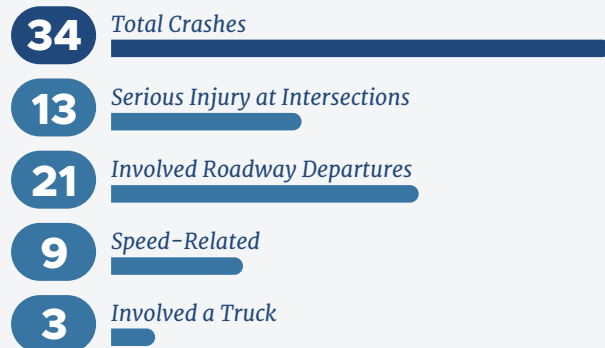 34 Total Crashes
13 Serious Injury at Intersections
21 Involved Roadway Departures
9 Speed-Related
3 Involved a Truck